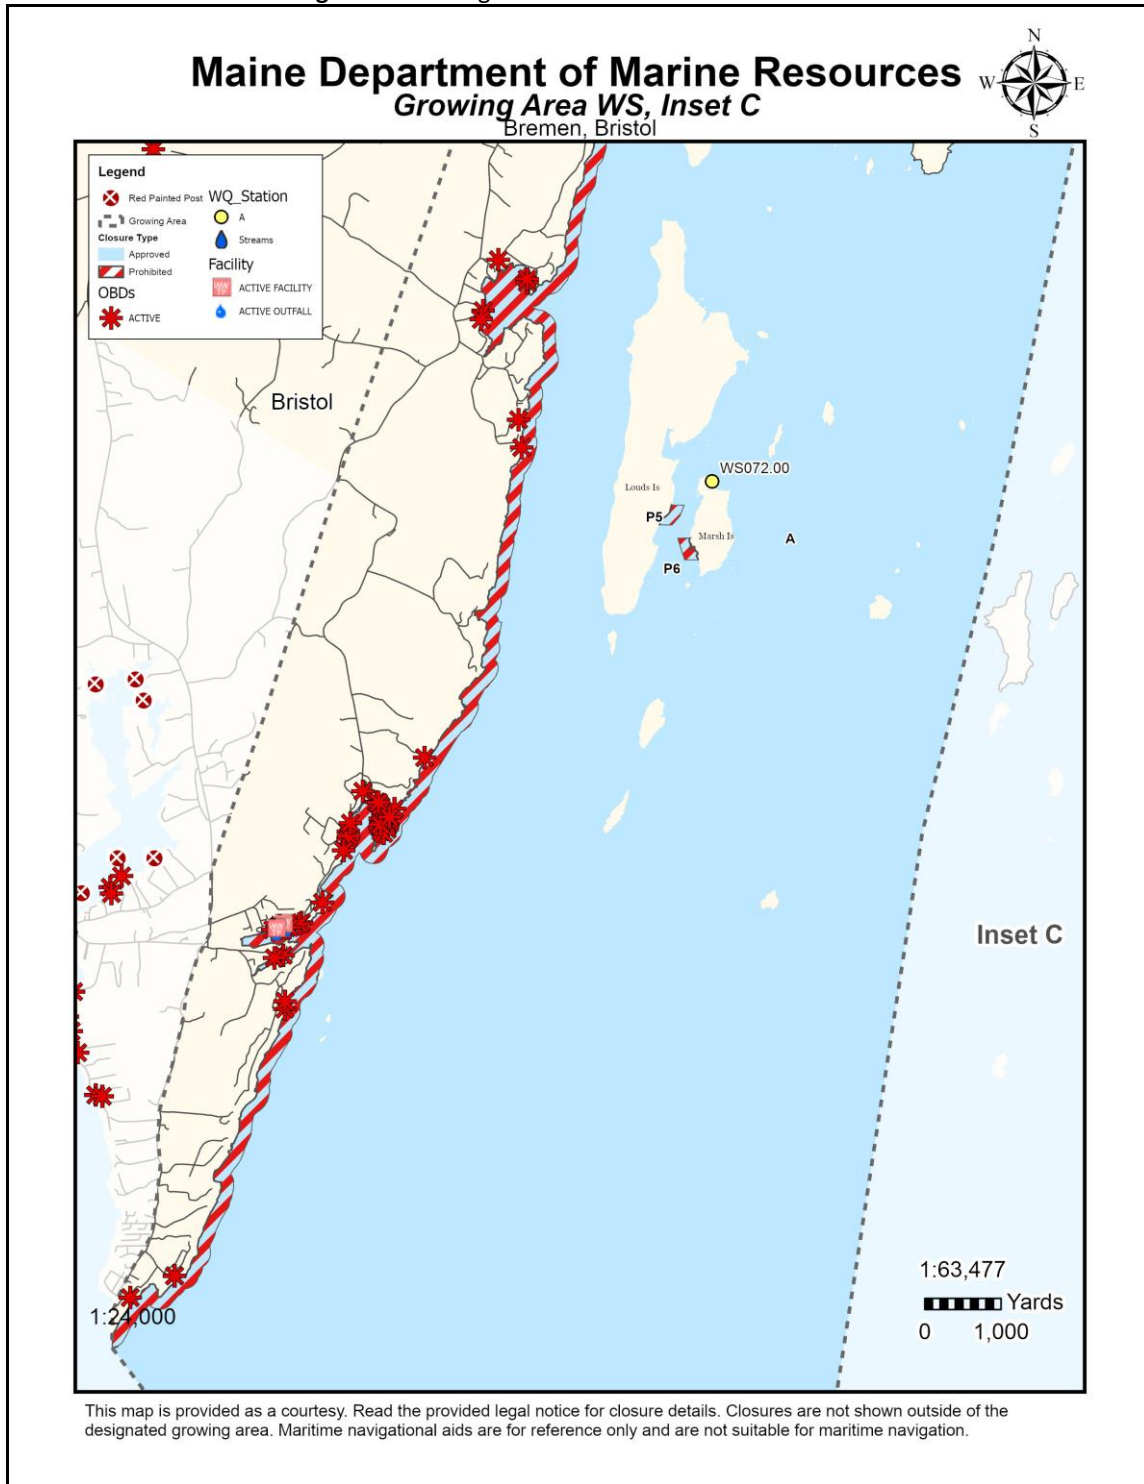 Maine Department of Marine Resources
Growing Area WS, Inset C
Bremen, Bristol
N
W
E
S
Legend
Red Painted Post
Growing Area
Closure Type
Approved
Prohibited
OBDs
ACTIVE
WQ_Station
A
Streams
Facility
ACTIVE FACILITY
ACTIVE OUTFALL
Bristol
WS072.00
Louds Is
P5
Marsh Is
A
P6
Inset C
1:63,477
Yards
0 1,000
1:24,000
This map is provided as a courtesy. Read the provided legal notice for closure details. Closures are not shown outside of the
designated growing area. Maritime navigational aids are for reference only and are not suitable for maritime navigation.